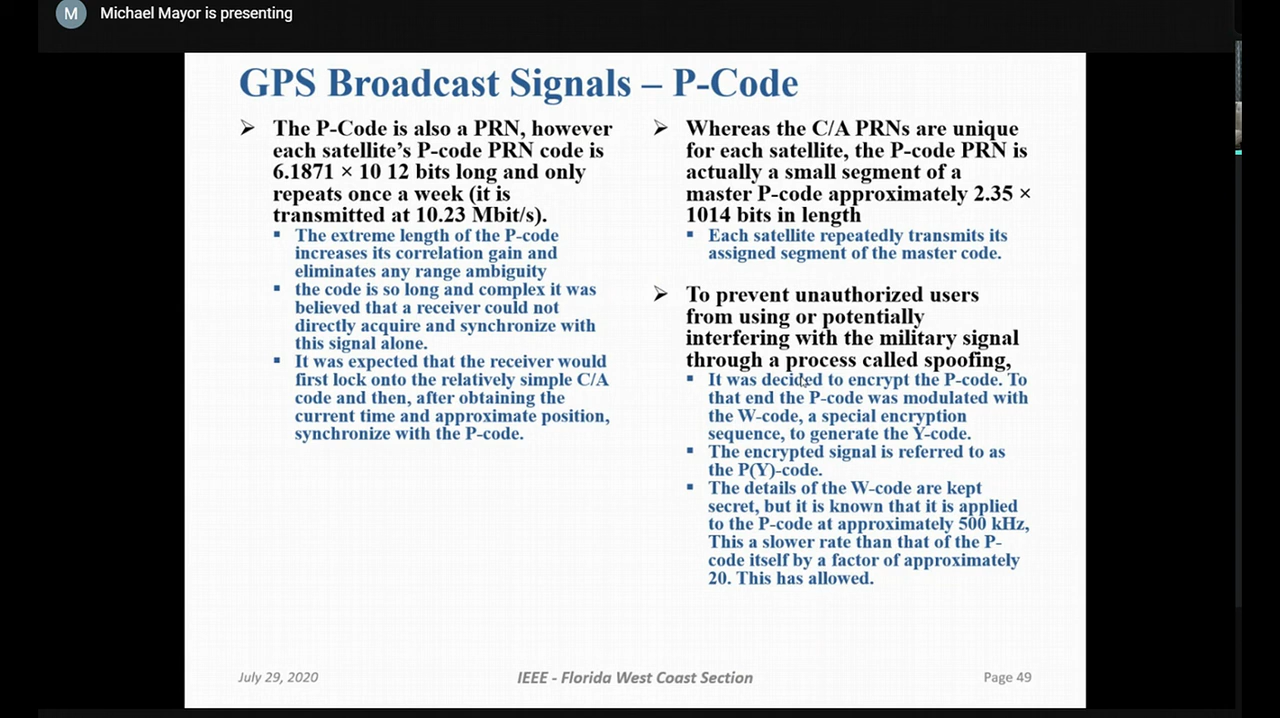 M
Michael Mayor is presenting
GPS Broadcast Signals – P-Code
The P-Code is also a PRN, however
each satellite's P-code PRN code is
6.1871 × 10 12 bits long and only
repeats once a week (it is
transmitted at 10.23 Mbit/s).
The extreme length of the P-code
increases its correlation gain and
eliminates any range ambiguity
the code is so long and complex it was
believed that a receiver could not
directly acquire and synchronize with
this signal alone.
It was expected that the receiver would
first lock onto the relatively simple C/A
code and then, after obtaining the
current time and approximate position,
synchronize with the P-code.
Whereas the C/A PRNs are unique
for each satellite, the P-code PRN is
actually a small segment of a
master P-code approximately 2.35 ×
1014 bits in length
Each satellite repeatedly transmits its
assigned segment of the master code.
To prevent unauthorized users
from using or potentially
interfering with the military signal
through a process called spoofing,
It was decided to encrypt the P-code. To
that end the P-code was modulated with
the W-code, a special encryption
sequence, to generate the Y-code.
The encrypted signal is referred to as
the P(Y)-code.
The details of the W-code are kept
secret, but it is known that it is applied
to the P-code at approximately 500 kHz,
This a slower rate than that of the P-
code itself by a factor of approximately
20. This has allowed.
July 29, 2020
IEEE - Florida West Coast Section
Page 49